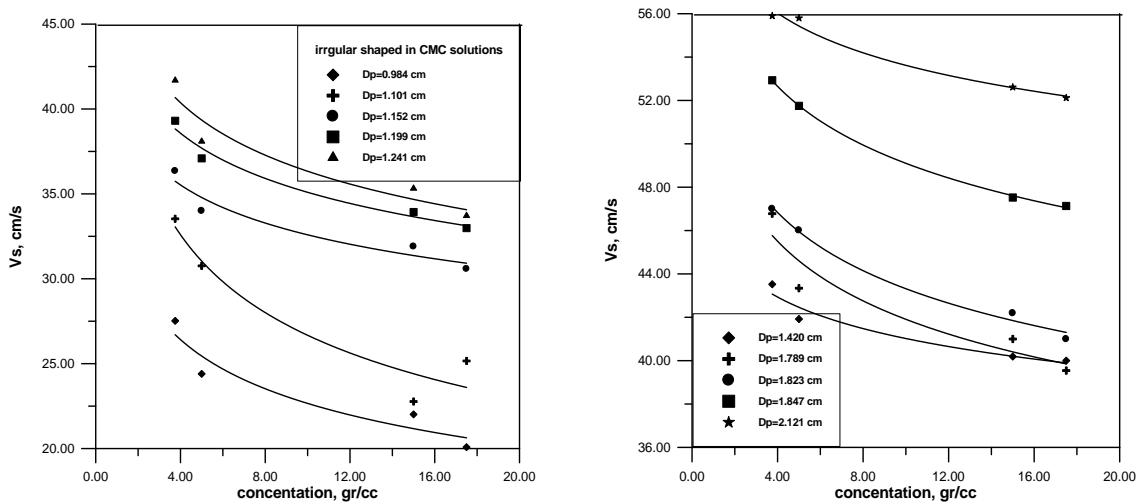 45.00
40.00
35.00
30.00
25.00
20.00
Vs, cm/s
irrgular shaped in CMC solutions
Dp=0.984 cm
Dp=1.101 cm
Dp=1.152 cm
Dp=1.199 cm
Dp=1.241 cm
0.00 4.00 8.00 12.00 16.00 20.00
concentation, gr/cc
56.00
52.00
48.00
44.00
40.00
36.00
Vs, cm/s
Dp=1.420 cm
Dp=1.789 cm
Dp=1.823 cm
Dp=1.847 cm
Dp=2.121 cm
0.00 4.00 8.00 12.00 16.00 20.00
concentation, gr/cc